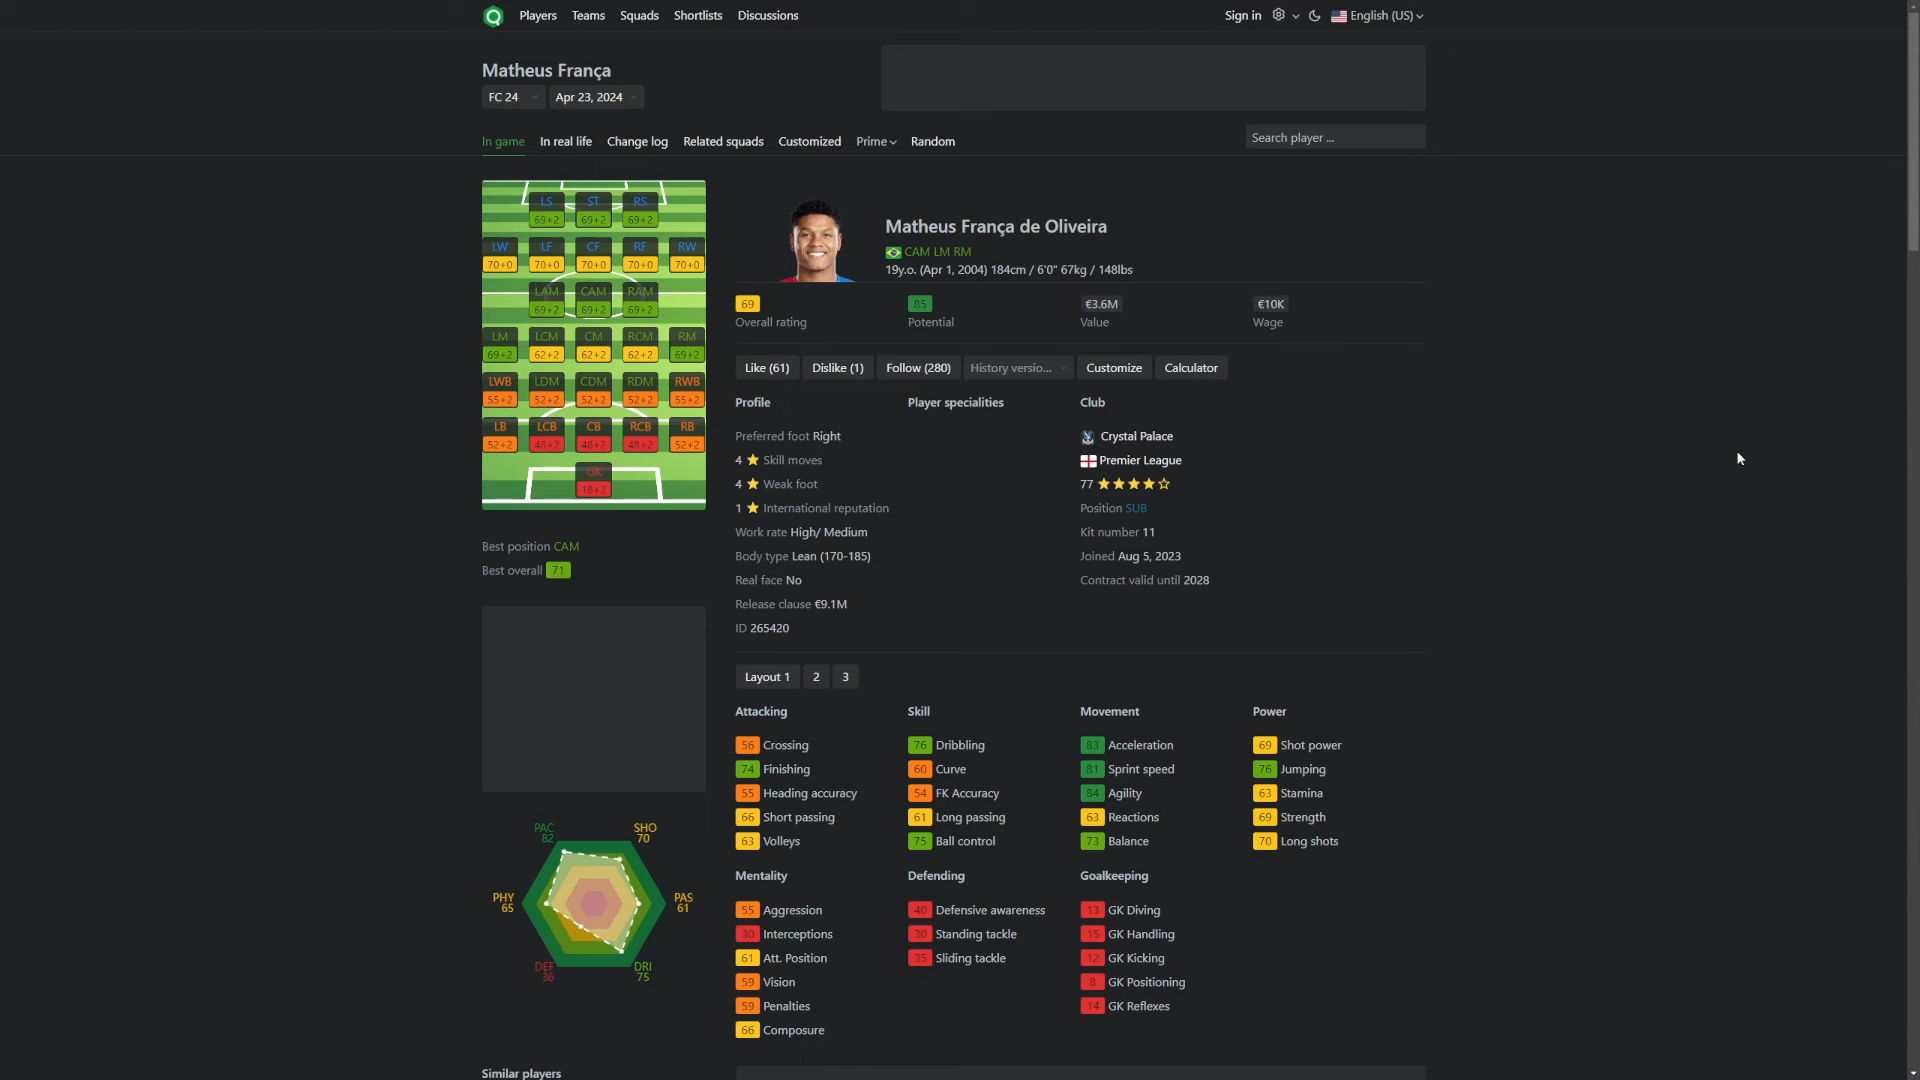 Players Teams Squads Shortlists Discussions
Sign in English (US)
Matheus França
FC 24 Apr 23, 2024
In game In real life Change log Related squads Customized Prime Random
Search player ...
LS ST RS
69+2 69+2 69+2
LW LF CF RF RW
70+0 70+0 70+0 70+0 70+0
LAM CAM RAM
69+2 69+2 69+2
LM LCM CM RCM RM
69+2 62+2 62+2 62+2 69+2
LWB LDM CDM RDM RWB
55+2 52+2 52+2 52+2 55+2
LB LCB CB RCB RB
52+2 48+2 48+2 48+2 52+2
GK
18+2
Best position CAM
Best overall 71
Matheus França de Oliveira
CAM LM RM
19y.o. (Apr 1, 2004) 184cm / 6'0" 67kg / 148lbs
69 85 €3.6M €10K
Overall rating Potential Value Wage
Like (61) Dislike (1) Follow (280) History versio... Customize Calculator
Profile
Preferred foot Right
4 Skill moves
4 Weak foot
1 International reputation
Work rate High/ Medium
Body type Lean (170-185)
Real face No
Release clause €9.1M
ID 265420
Player specialities
Club
Crystal Palace
Premier League
77
Position SUB
Kit number 11
Joined Aug 5, 2023
Contract valid until 2028
Layout 1 2 3
Attacking
56 Crossing
74 Finishing
55 Heading accuracy
66 Short passing
63 Volleys
Skill
76 Dribbling
60 Curve
54 FK Accuracy
61 Long passing
75 Ball control
Movement
83 Acceleration
81 Sprint speed
84 Agility
63 Reactions
73 Balance
Power
69 Shot power
76 Jumping
63 Stamina
69 Strength
70 Long shots
Mentality
55 Aggression
30 Interceptions
61 Att. Position
59 Vision
59 Penalties
66 Composure
Defending
40 Defensive awareness
30 Standing tackle
35 Sliding tackle
Goalkeeping
13 GK Diving
15 GK Handling
12 GK Kicking
8 GK Positioning
14 GK Reflexes
PAC
82
SHO
70
PHY
65
PAS
61
DEF
36
DRI
75
Similar players